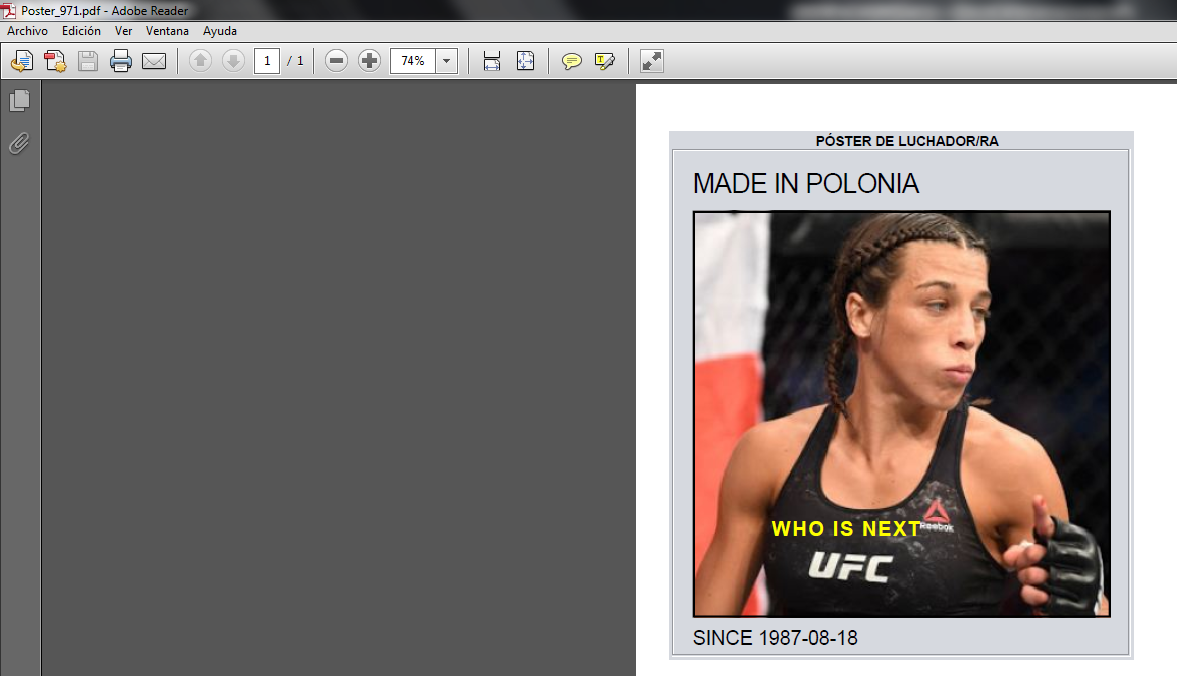 Poster_971.pdf - Adobe Reader
Archivo Edición Ver Ventana Ayuda
1 / 1 74%
PÓSTER DE LUCHADOR/RA
MADE IN POLONIA
WHO IS NEXT
Reebok
UFC
SINCE 1987-08-18